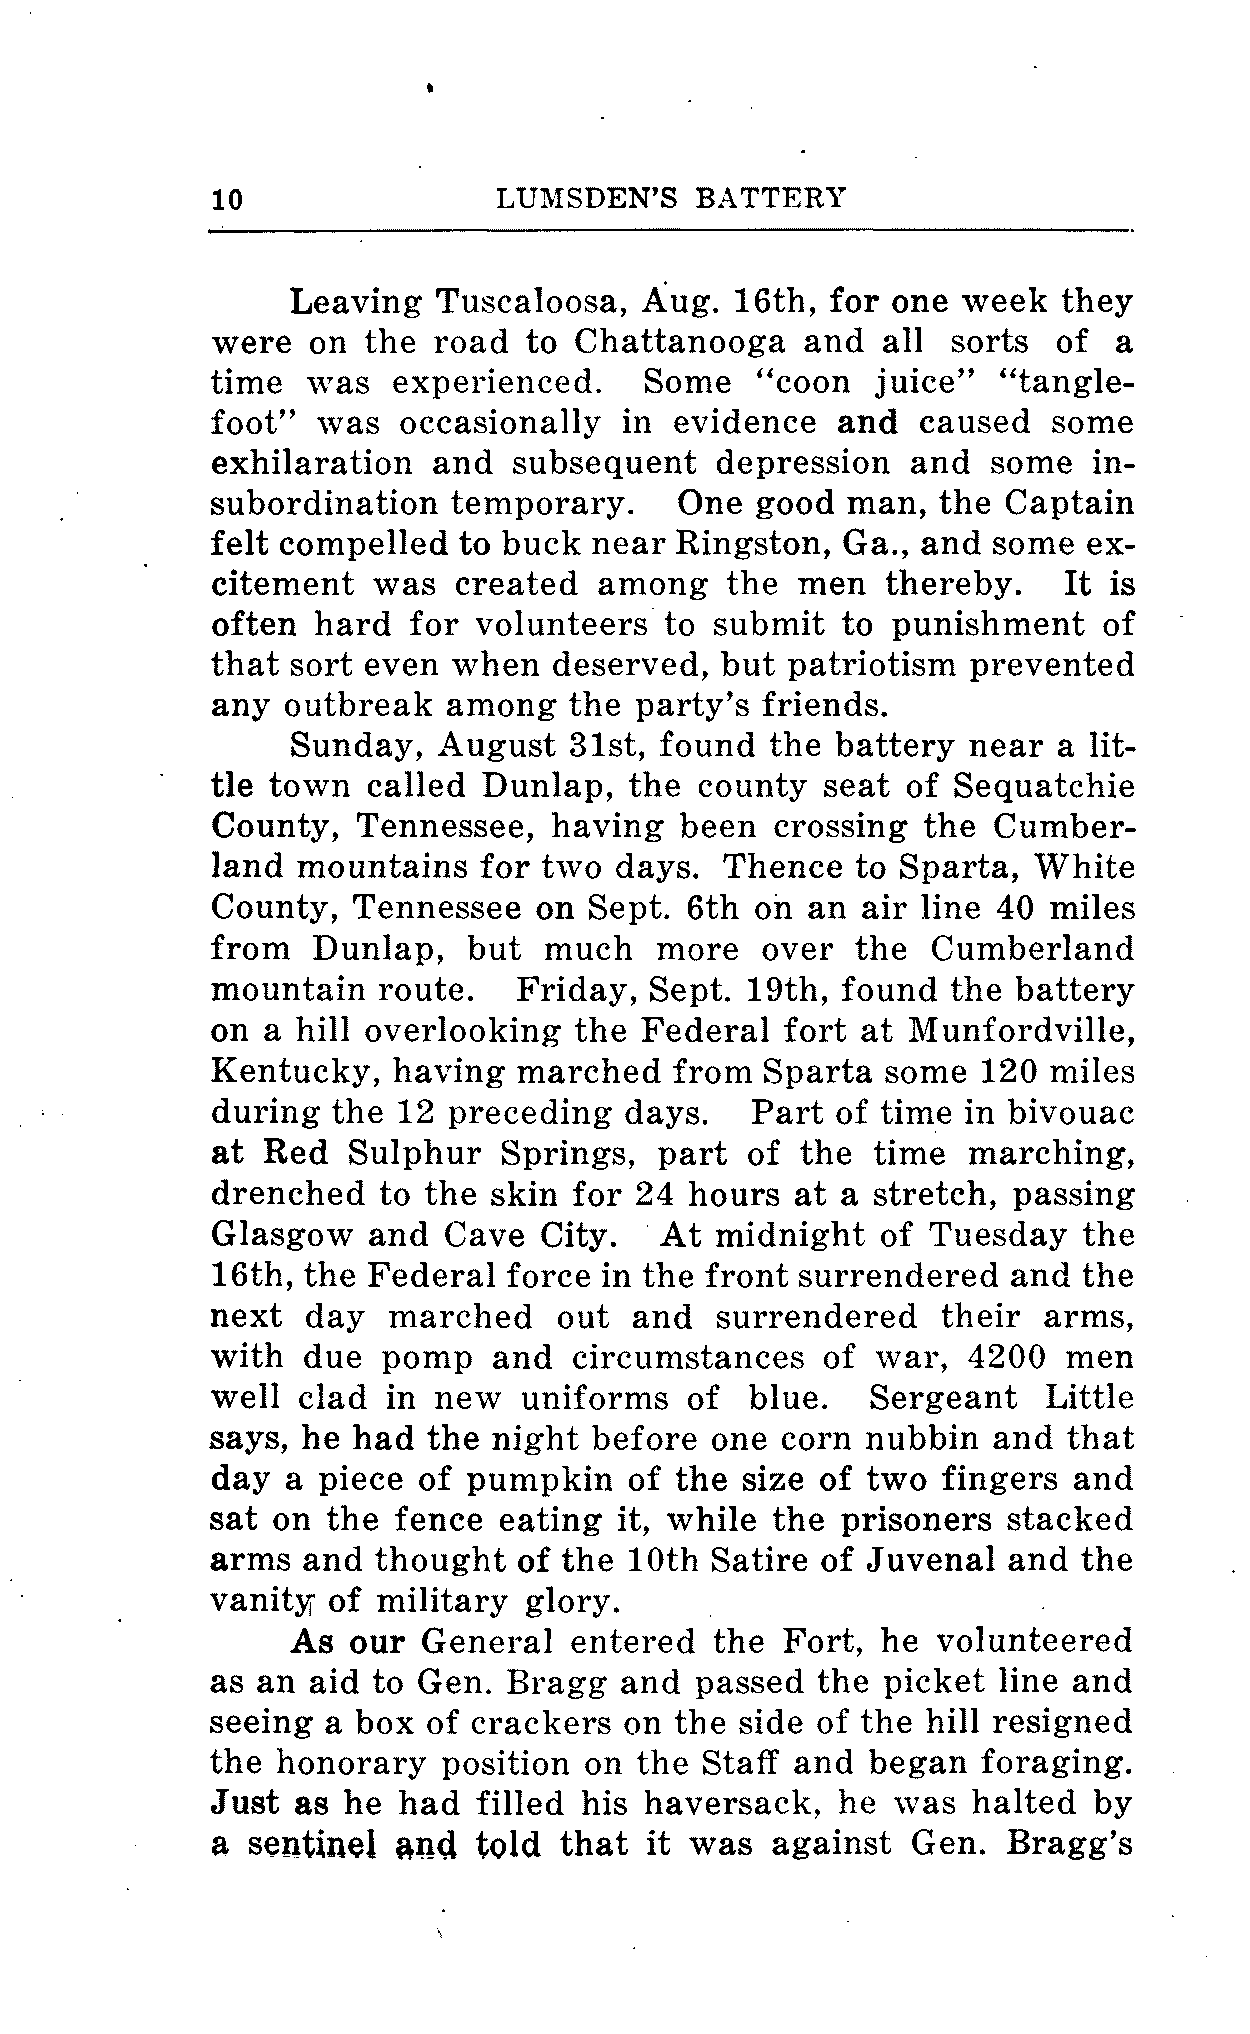 10 LUMSDEN'S BATTERY
Leaving Tuscaloosa, Aug. 16th, for one week they
were on the road to Chattanooga and all sorts of a
time was experienced. Some “coon juice” “tangle-
foot” was occasionally in evidence and caused some
exhilaration and subsequent depression and some in-
subordination temporary. One good man, the Captain
felt compelled to buck near Ringston, Ga., and some ex-
citement was created among the men thereby. It is
often hard for volunteers to submit to punishment of
that sort even when deserved, but patriotism prevented
any outbreak among the party's friends.
Sunday, August 31st, found the battery near a lit-
tle town called Dunlap, the county seat of Sequatchie
County, Tennessee, having been crossing the Cumber-
land mountains for two days. Thence to Sparta, White
County, Tennessee on Sept. 6th on an air line 40 miles
from Dunlap, but much more over the Cumberland
mountain route. Friday, Sept. 19th, found the battery
on a hill overlooking the Federal fort at Munfordville,
Kentucky, having marched from Sparta some 120 miles
during the 12 preceding days. Part of time in bivouac
at Red Sulphur Springs, part of the time marching,
drenched to the skin for 24 hours at a stretch, passing
Glasgow and Cave City. At midnight of Tuesday the
16th, the Federal force in the front surrendered and the
next day marched out and surrendered their arms,
with due pomp and circumstances of war, 4200 men
well clad in new uniforms of blue. Sergeant Little
says, he had the night before one corn nubbin and that
day a piece of pumpkin of the size of two fingers and
sat on the fence eating it, while the prisoners stacked
arms and thought of the 10th Satire of Juvenal and the
vanity of military glory.
As our General entered the Fort, he volunteered
as an aid to Gen. Bragg and passed the picket line and
seeing a box of crackers on the side of the hill resigned
the honorary position on the Staff and began foraging.
Just as he had filled his haversack, he was halted by
a sentinel and told that it was against Gen. Bragg's